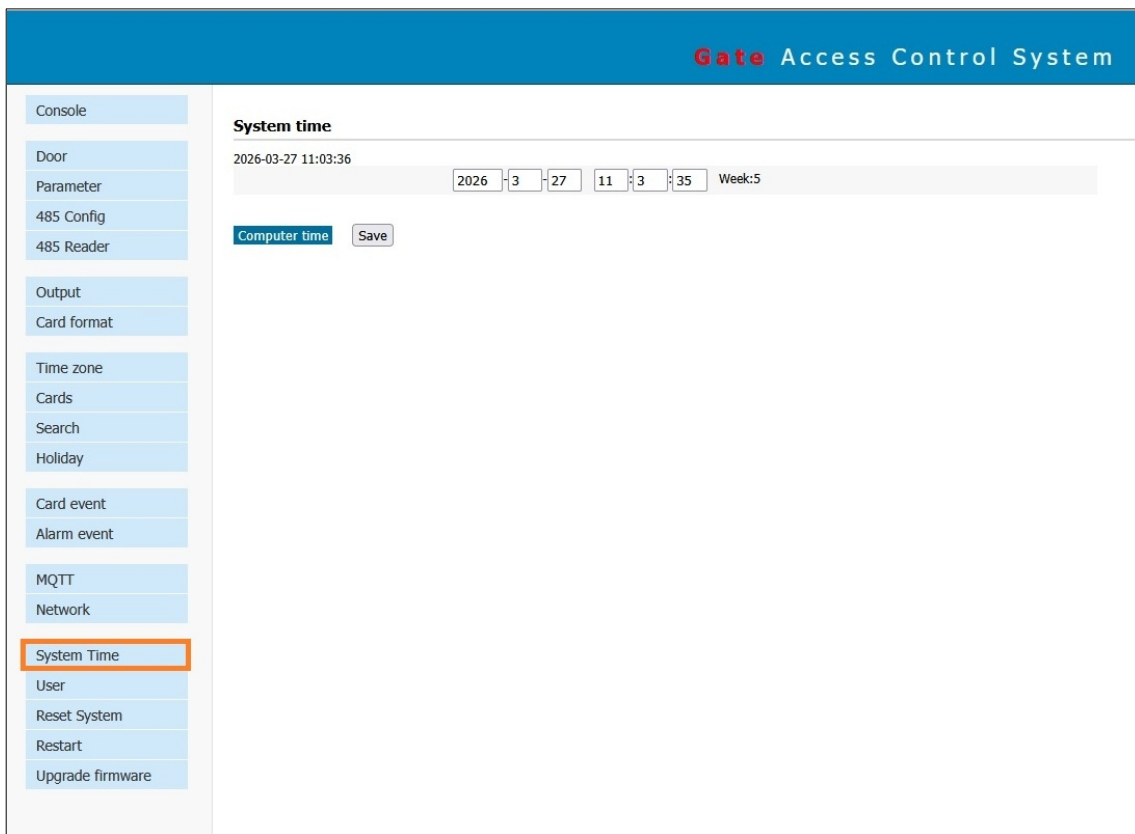 Gate Access Control System
Console
Door
Parameter
485 Config
485 Reader
Output
Card format
Time zone
Cards
Search
Holiday
Card event
Alarm event
MQTT
Network
System Time
User
Reset System
Restart
Upgrade firmware
System time
2026-03-27 11:03:36
2026 - 3 - 27 11 : 3 : 35 Week:5
Computer time Save